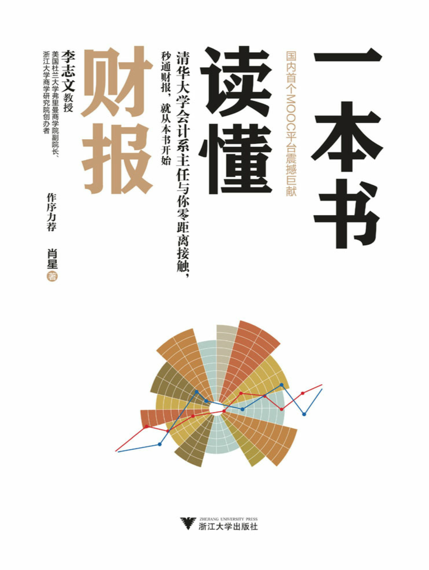 一本书
国内首个MOOC平台震撼巨献
读懂
清华大学会计系主任与你零距离接触，
秒通财报，就从本书开始
财报
李志文教授
美国杜兰大学弗里曼商学院副院长、
浙江大学商学研究院创办者
作序力荐
肖星 著
ZHEJIANG UNIVERSITY PRESS
浙江大学出版社